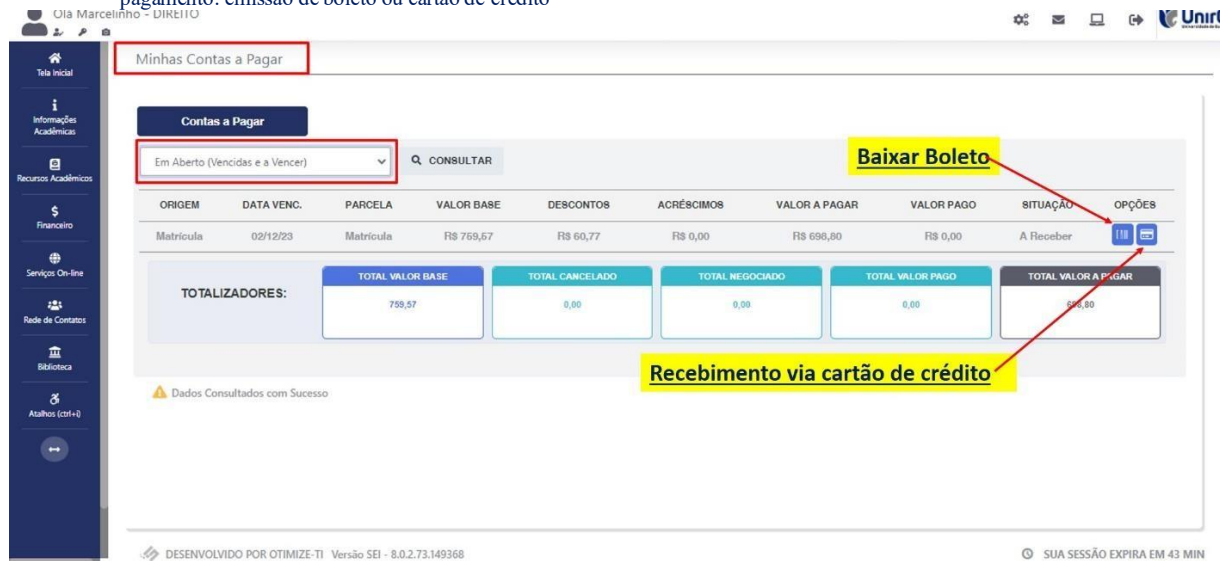 pagamento: emissão de boleto ou cartão de crédito
Olá Marcelinho - DIREITO
Tela Inicial
Minhas Contas a Pagar
Informações
Acadêmicas
Contas a Pagar
Em Aberto (Vencidas e a Vencer)
CONSULTAR
Baixar Boleto
Recursos Acadêmicos
ORIGEM DATA VENC. PARCELA VALOR BASE DESCONTOS ACRÉSCIMOS VALOR A PAGAR VALOR PAGO SITUAÇÃO OPÇÕES
Financeiro
Matrícula 02/12/23 Matrícula R$ 759,57 R$ 60,77 R$ 0,00 R$ 698,80 R$ 0,00 A Receber
Serviços On-line
TOTALIZADORES:
TOTAL VALOR BASE TOTAL CANCELADO TOTAL NEGOCIADO TOTAL VALOR PAGO TOTAL VALOR A PAGAR
759,57 0,00 0,00 0,00 698,80
Rede de Contatos
Biblioteca
Recebimento via cartão de crédito
Dados Consultados com Sucesso
Atalhos (ctrl+i)
DESENVOLVIDO POR OTIMIZE-TI Versão SEI - 8.0.2.73.149368
SUA SESSÃO EXPIRA EM 43 MIN